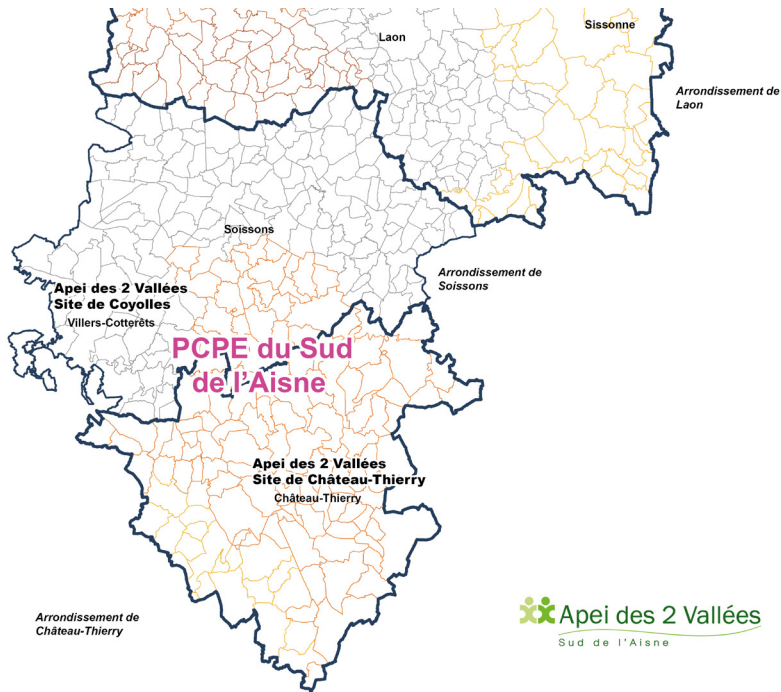 Sissonne
Laon
Arrondissement de
Laon
Soissons
Arrondissement de
Soissons
Apei des 2 Vallées
Site de Coyolles
Villers-Cotterêts
PCPE du Sud
de l'Aisne
Apei des 2 Vallées
Site de Château-Thierry
Château-Thierry
Arrondissement de
Château-Thierry
Apei des 2 Vallées
Sud de l'Aisne